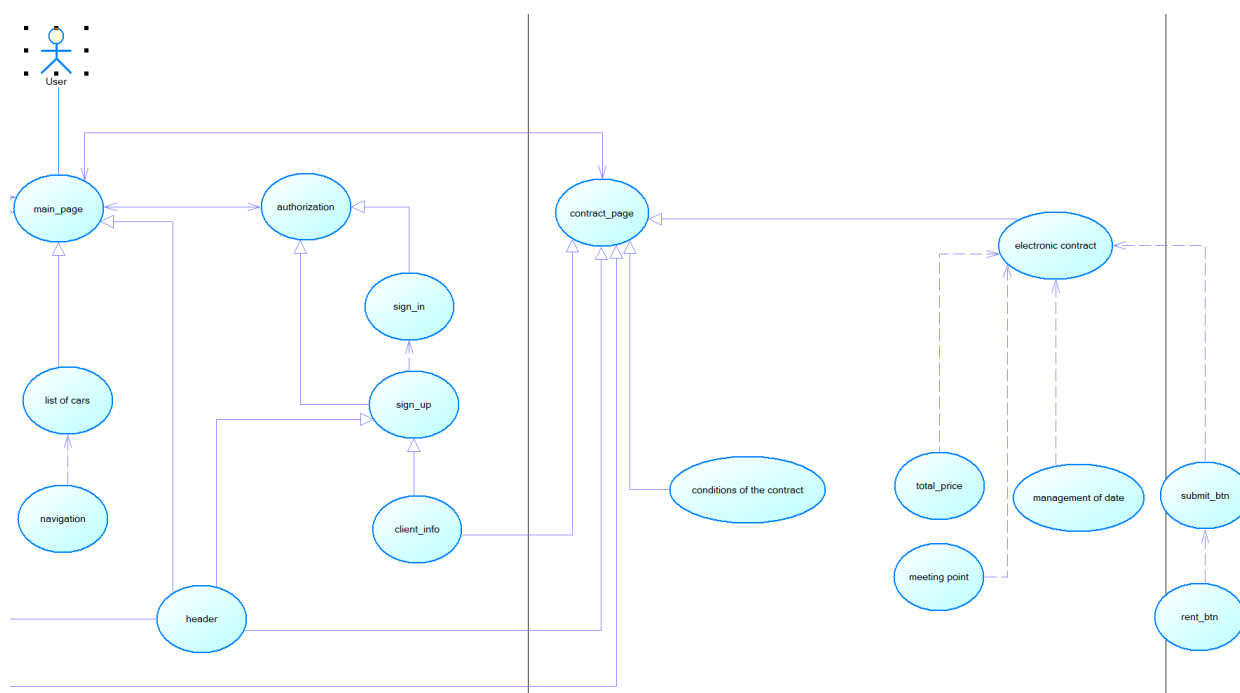 User
main_page
authorization
contract_page
electronic contract
sign_in
list of cars
sign_up
total_price
conditions of the contract
management of date
submit_btn
navigation
client_info
meeting point
header
rent_btn